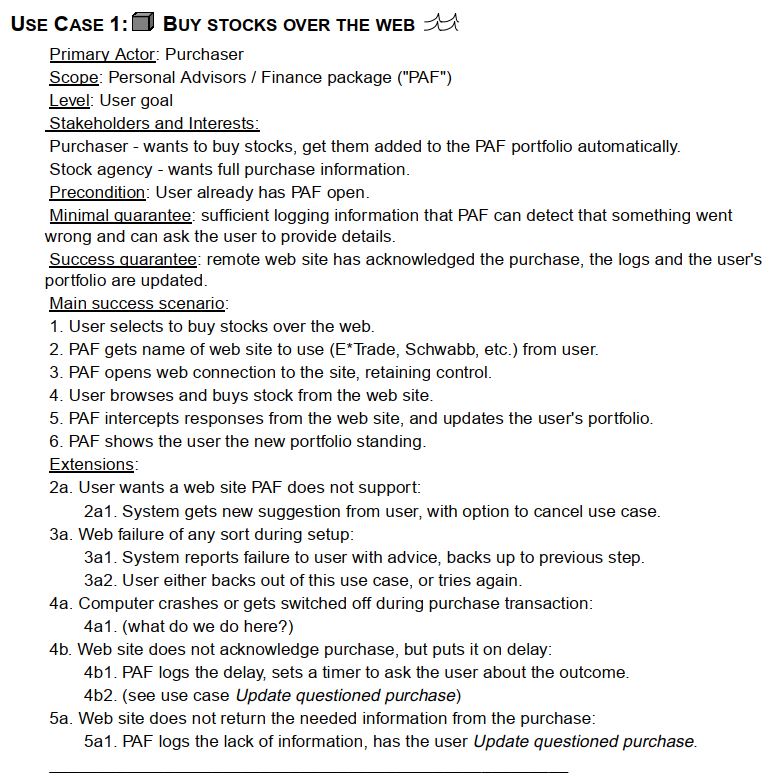 USE CASE 1: BUY STOCKS OVER THE WEB
Primary Actor: Purchaser
Scope: Personal Advisors / Finance package ("PAF")
Level: User goal
Stakeholders and Interests:
Purchaser - wants to buy stocks, get them added to the PAF portfolio automatically.
Stock agency - wants full purchase information.
Precondition: User already has PAF open.
Minimal guarantee: sufficient logging information that PAF can detect that something went
wrong and can ask the user to provide details.
Success guarantee: remote web site has acknowledged the purchase, the logs and the user's
portfolio are updated.
Main success scenario:
1. User selects to buy stocks over the web.
2. PAF gets name of web site to use (E*Trade, Schwabb, etc.) from user.
3. PAF opens web connection to the site, retaining control.
4. User browses and buys stock from the web site.
5. PAF intercepts responses from the web site, and updates the user's portfolio.
6. PAF shows the user the new portfolio standing.
Extensions:
2a. User wants a web site PAF does not support:
2a1. System gets new suggestion from user, with option to cancel use case.
3a. Web failure of any sort during setup:
3a1. System reports failure to user with advice, backs up to previous step.
3a2. User either backs out of this use case, or tries again.
4a. Computer crashes or gets switched off during purchase transaction:
4a1. (what do we do here?)
4b. Web site does not acknowledge purchase, but puts it on delay:
4b1. PAF logs the delay, sets a timer to ask the user about the outcome.
4b2. (see use case Update questioned purchase)
5a. Web site does not return the needed information from the purchase:
5a1. PAF logs the lack of information, has the user Update questioned purchase.